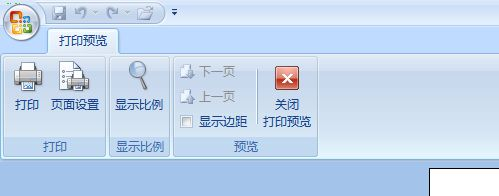 打印预览
打印
页面设置
显示比例
下一页
上一页
显示边距
关闭
打印预览
打印
显示比例
预览